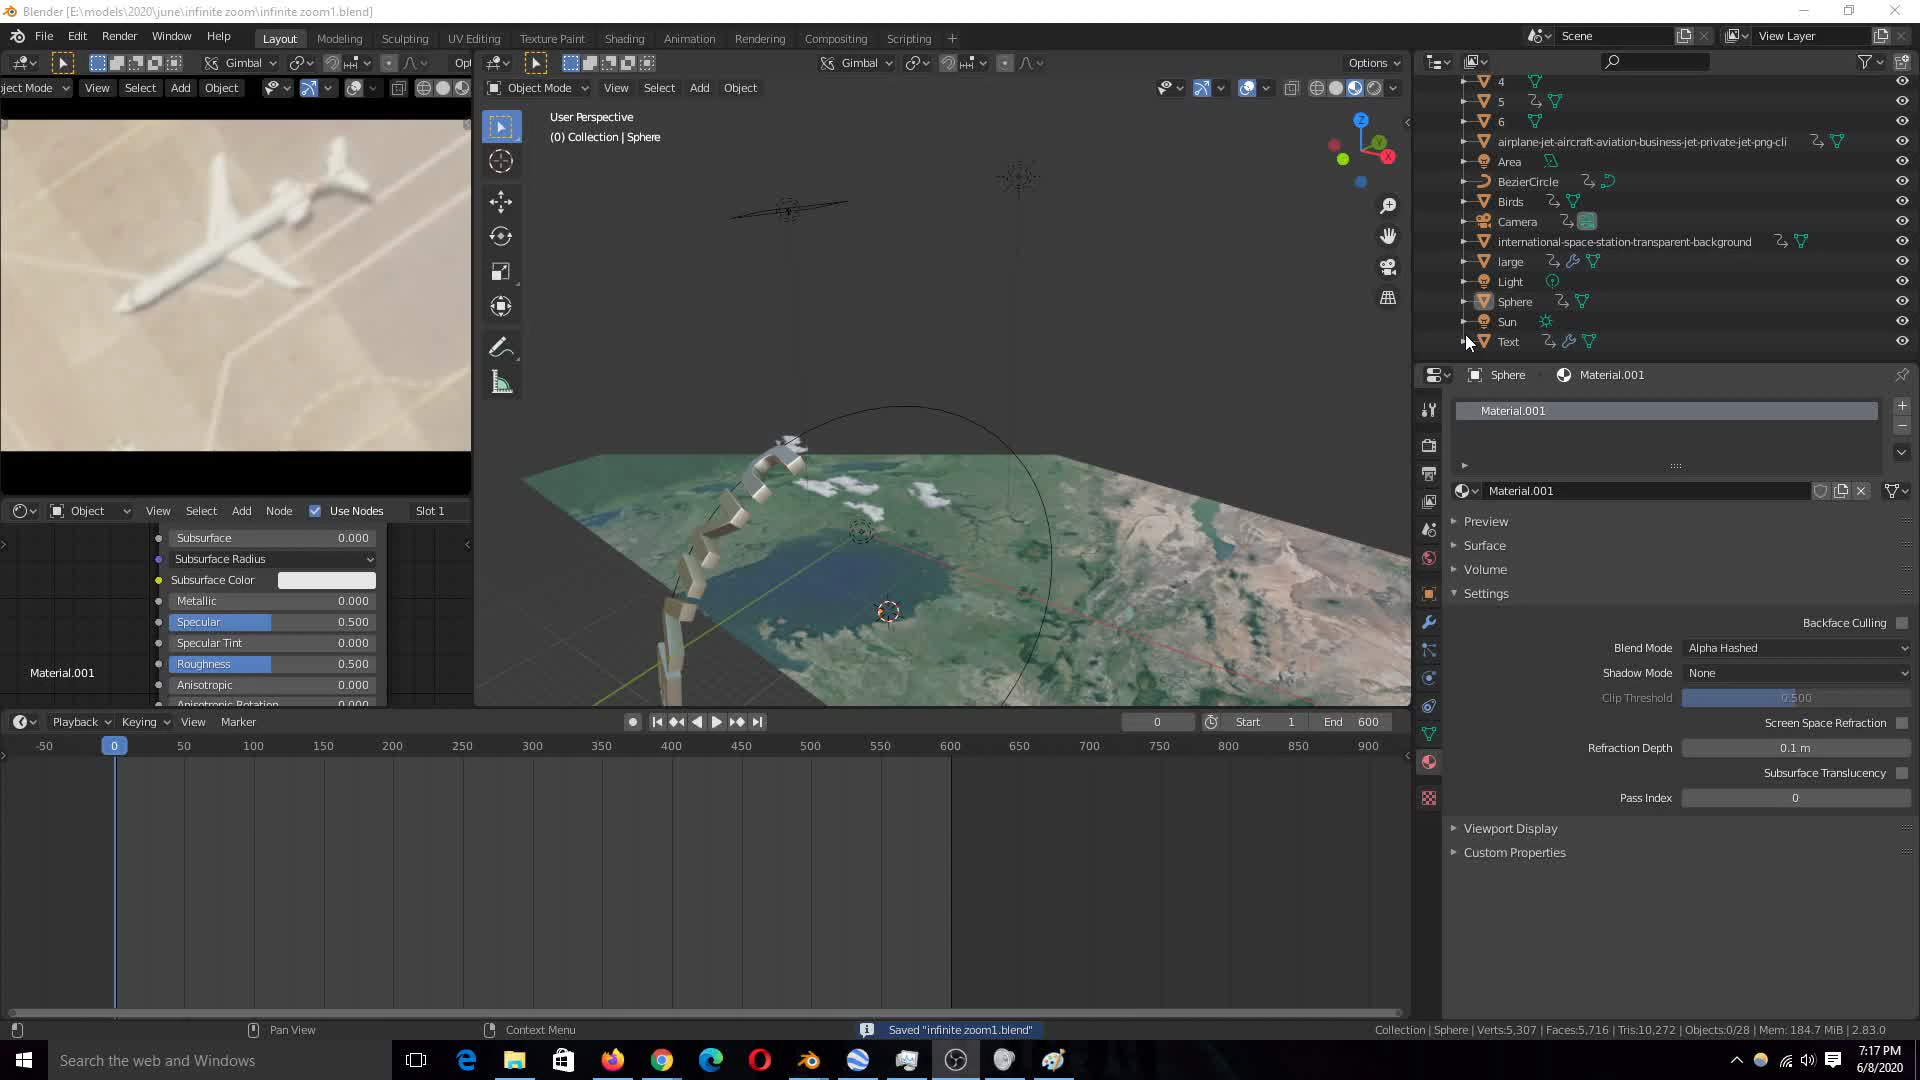 Blender [E:\models\2020\june\infinite zoom\infinite zoom1.blend]
File Edit Render Window Help
Layout Modeling Sculpting UV Editing Texture Paint Shading Animation Rendering Compositing Scripting
Scene
View Layer
Gimbal
Opt
Gimbal
Options
ject Mode View Select Add Object
Object Mode View Select Add Object
User Perspective
(0) Collection | Sphere
Z
Y
X
4
5
6
airplane-jet-aircraft-aviation-business-jet-private-jet-png-cli
Area
BezierCircle
Birds
Camera
international-space-station-transparent-background
large
Light
Sphere
Sun
Text
Sphere Material.001
Material.001
Material.001
Preview
Surface
Volume
Settings
Backface Culling
Blend Mode Alpha Hashed
Shadow Mode None
Clip Threshold 0.500
Screen Space Refraction
Refraction Depth 0.1 m
Subsurface Translucency
Pass Index 0
Viewport Display
Custom Properties
Object View Select Add Node Use Nodes Slot 1
Subsurface 0.000
Subsurface Radius
Subsurface Color
Metallic 0.000
Specular 0.500
Specular Tint 0.000
Roughness 0.500
Anisotropic 0.000
Anisotropic Rotation 0.000
Material.001
Playback Keying View Marker
0 Start 1 End 600
-50 0 50 100 150 200 250 300 350 400 450 500 550 600 650 700 750 800 850 900
Pan View
Context Menu
Saved "infinite zoom1.blend"
Collection | Sphere | Verts:5,307 | Faces:5,716 | Tris:10,272 | Objects:0/28 | Mem: 184.7 MiB | 2.83.0
Search the web and Windows
7:17 PM
6/8/2020